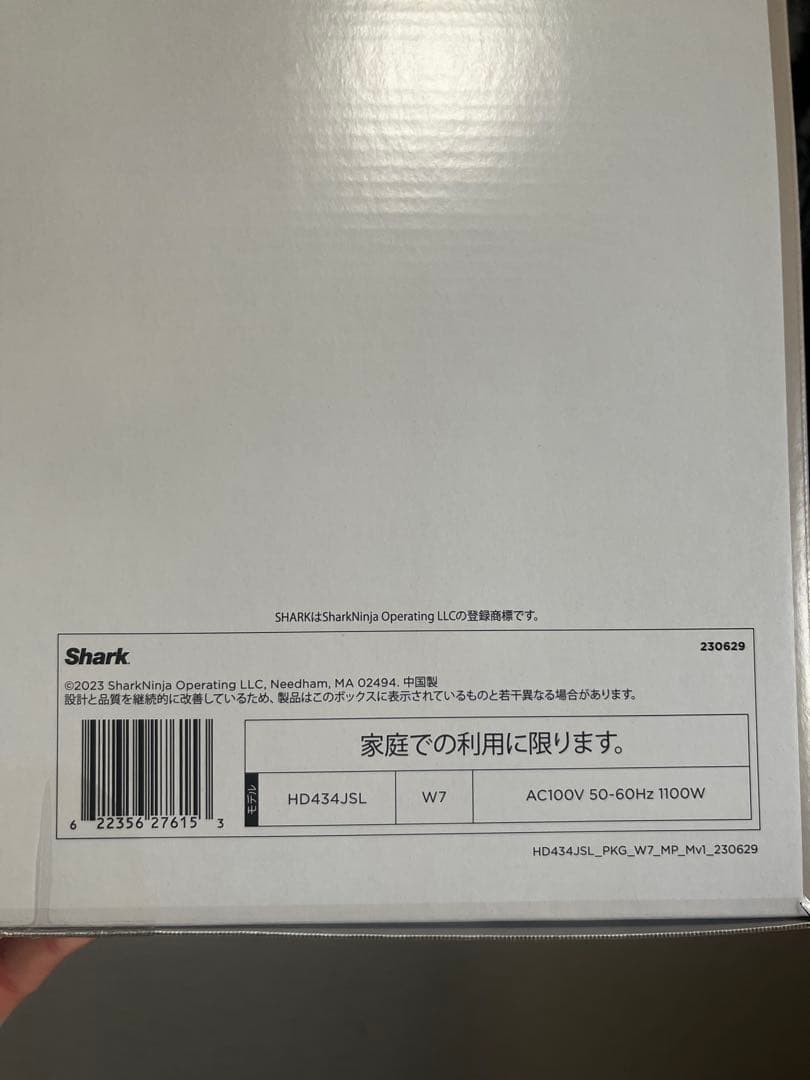 SHARKはSharkNinja Operating LLCの登録商標です。
Shark 230629
©2023 SharkNinja Operating LLC, Needham, MA 02494. 中国製
設計と品質を継続的に改善しているため、製品はこのボックスに表示されているものと若干異なる場合があります。
家庭での利用に限ります。
モデル HD434JSL W7 AC100V 50-60Hz 1100W
6 22356 27615 3
HD434JSL_PKG_W7_MP_Mv1_230629